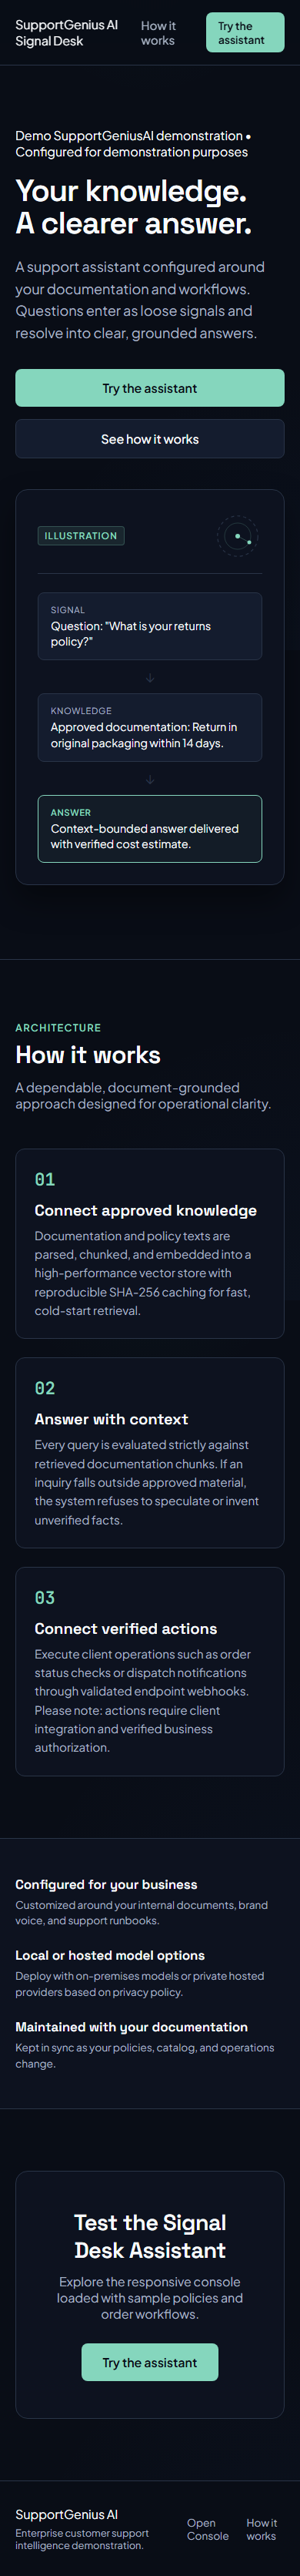 SupportGenius AI
Signal Desk
How it
works
Try the
assistant
Demo SupportGeniusAI demonstration •
Configured for demonstration purposes
Your knowledge.
A clearer answer.
A support assistant configured around
your documentation and workflows.
Questions enter as loose signals and
resolve into clear, grounded answers.
Try the assistant
See how it works
ILLUSTRATION
SIGNAL
Question: "What is your returns
policy?"
↓
KNOWLEDGE
Approved documentation: Return in
original packaging within 14 days.
↓
ANSWER
Context-bounded answer delivered
with verified cost estimate.
ARCHITECTURE
How it works
A dependable, document-grounded
approach designed for operational clarity.
01
Connect approved knowledge
Documentation and policy texts are
parsed, chunked, and embedded into a
high-performance vector store with
reproducible SHA-256 caching for fast,
cold-start retrieval.
02
Answer with context
Every query is evaluated strictly against
retrieved documentation chunks. If an
inquiry falls outside approved material,
the system refuses to speculate or invent
unverified facts.
03
Connect verified actions
Execute client operations such as order
status checks or dispatch notifications
through validated endpoint webhooks.
Please note: actions require client
integration and verified business
authorization.
Configured for your business
Customized around your internal documents, brand
voice, and support runbooks.
Local or hosted model options
Deploy with on-premises models or private hosted
providers based on privacy policy.
Maintained with your documentation
Kept in sync as your policies, catalog, and operations
change.
Test the Signal
Desk Assistant
Explore the responsive console
loaded with sample policies and
order workflows.
Try the assistant
SupportGenius AI
Enterprise customer support
intelligence demonstration.
Open
Console
How it
works